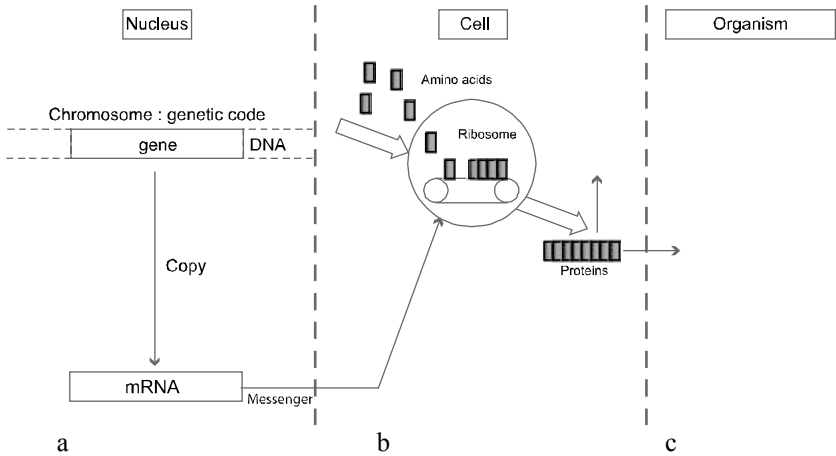 Nucleus
Cell
Organism
Amino acids
Chromosome : genetic code
gene
DNA
Ribosome
Copy
Proteins
mRNA
Messenger
a
b
c